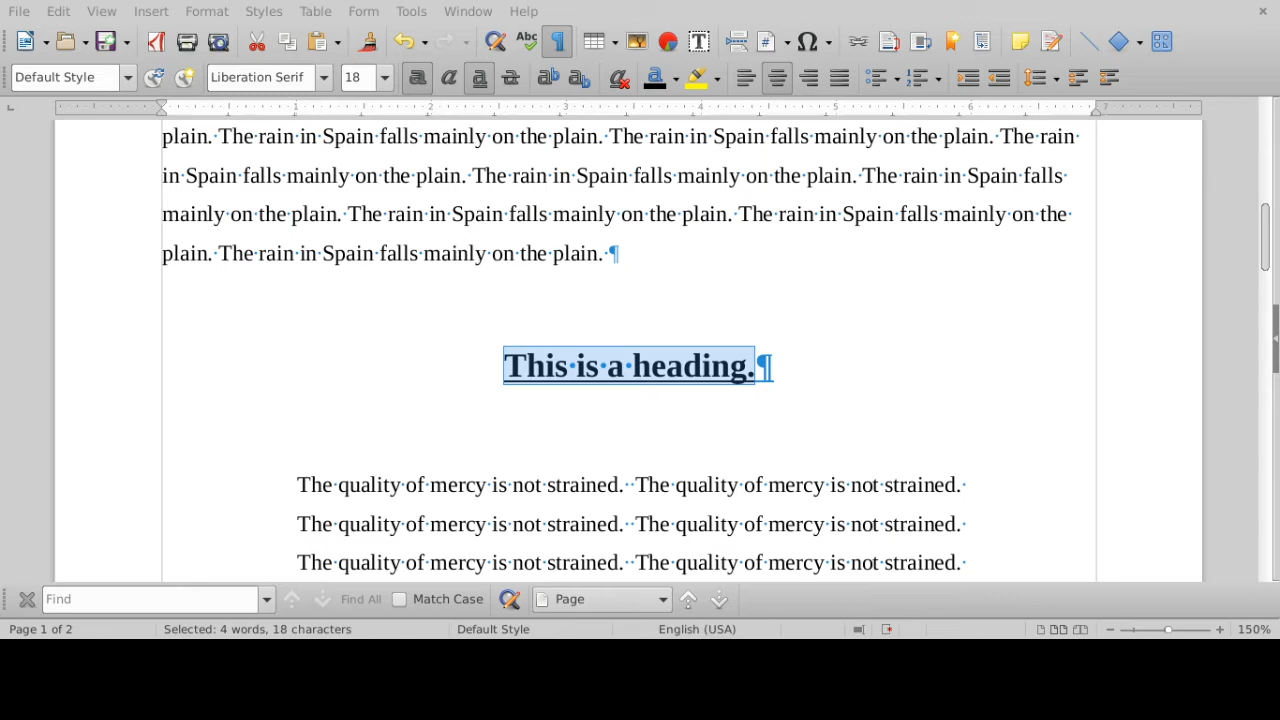 File Edit View Insert Format Styles Table Form Tools Window Help
Default Style Liberation Serif 18
1 2 3 4 5 6 7
plain. The rain in Spain falls mainly on the plain. The rain in Spain falls mainly on the plain. The rain
in Spain falls mainly on the plain. The rain in Spain falls mainly on the plain. The rain in Spain falls
mainly on the plain. The rain in Spain falls mainly on the plain. The rain in Spain falls mainly on the
plain. The rain in Spain falls mainly on the plain. ¶
This is a heading.¶
The quality of mercy is not strained.  The quality of mercy is not strained.
The quality of mercy is not strained.  The quality of mercy is not strained.
The quality of mercy is not strained.  The quality of mercy is not strained.
Find Find All Match Case Page
Page 1 of 2 Selected: 4 words, 18 characters Default Style English (USA) 150%